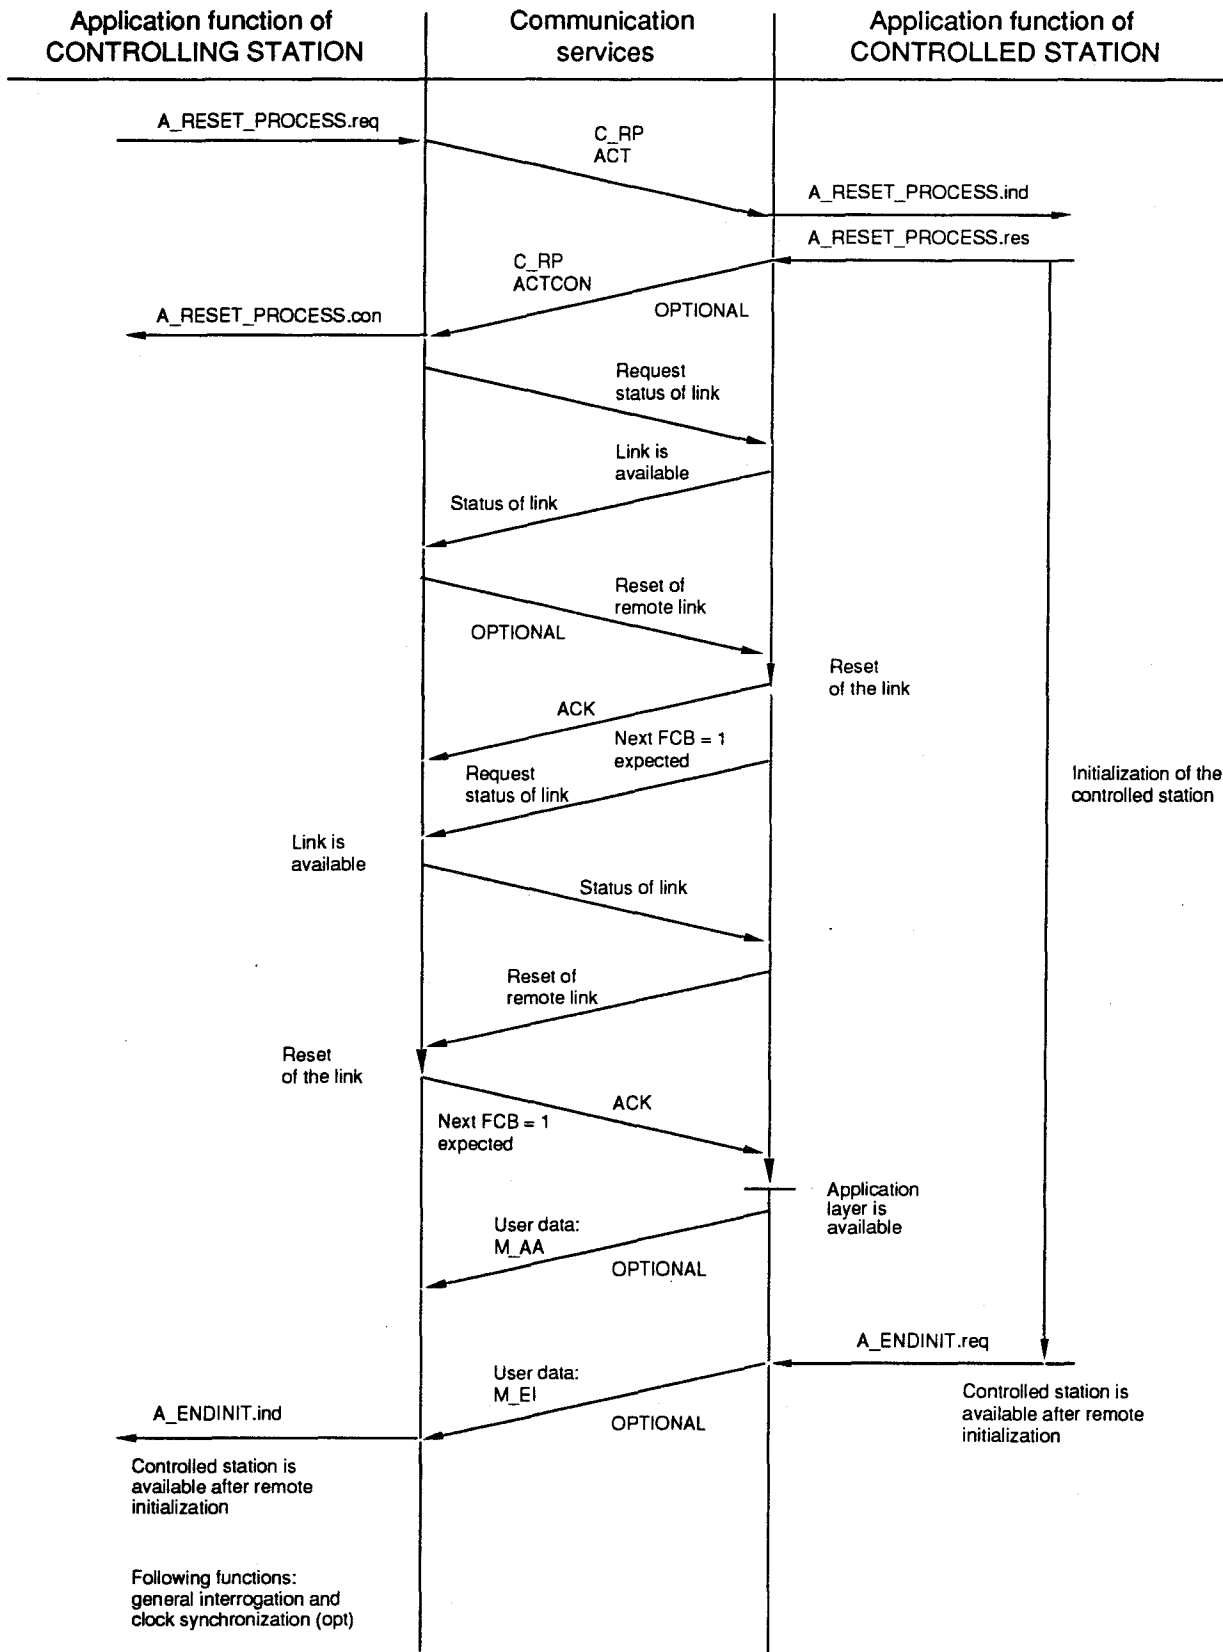 Application function of
CONTROLLING STATION
Communication
services
Application function of
CONTROLLED STATION
A_RESET_PROCESS.req
C_RP
ACT
A_RESET_PROCESS.ind
A_RESET_PROCESS.res
C_RP
ACTCON
OPTIONAL
A_RESET_PROCESS.con
Request
status of link
Link is
available
Status of link
Reset of
remote link
OPTIONAL
Reset
of the link
ACK
Next FCB = 1
expected
Request
status of link
Initialization of the
controlled station
Link is
available
Status of link
Reset of
remote link
Reset
of the link
ACK
Next FCB = 1
expected
Application
layer is
available
User data:
M_AA
OPTIONAL
A_ENDINIT.req
User data:
M_EI
OPTIONAL
Controlled station is
available after remote
initialization
A_ENDINIT.ind
Controlled station is
available after remote
initialization
Following functions:
general interrogation and
clock synchronization (opt)